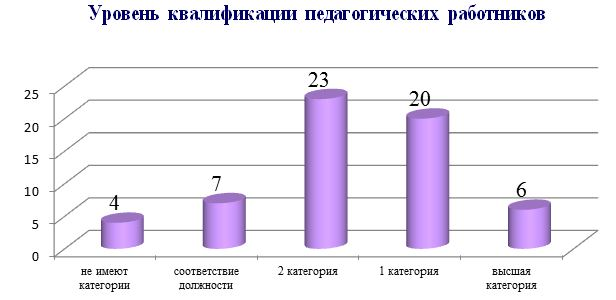 Уровень квалификации педагогических работников
23
20
7
6
4
25
20
15
10
5
0
не имеют
категории
соответствие
должности
2 категория
1 категория
высшая
категория